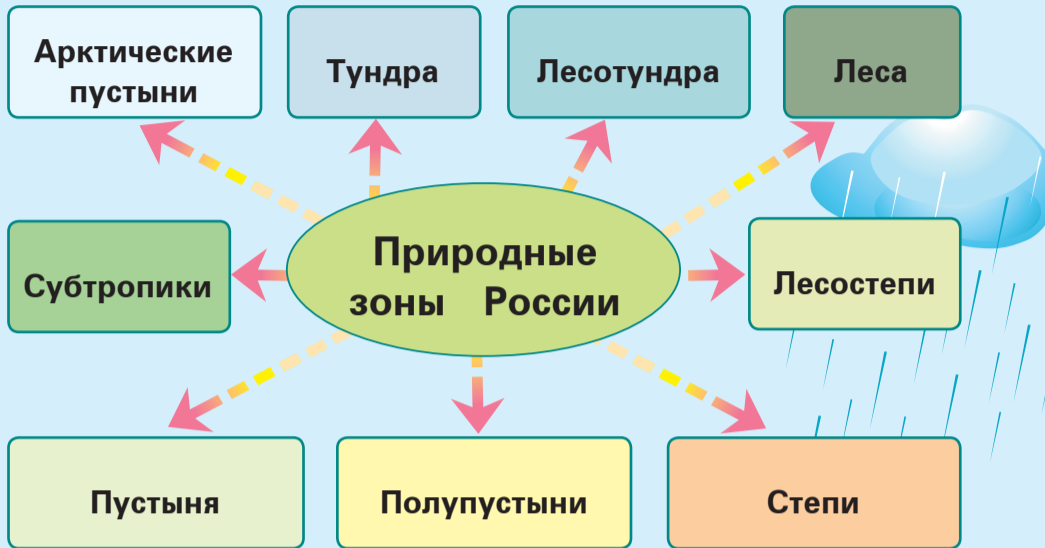 Арктические
пустыни
Тундра
Лесотундра
Леса
Субтропики
Природные
зоны России
Лесостепи
Пустыня
Полупустыни
Степи